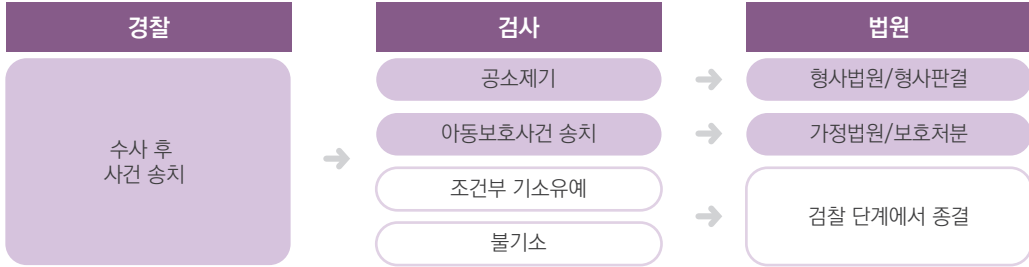 경찰
검사
법원
수사 후
사건 송치
공소제기
형사법원/형사판결
아동보호사건 송치
가정법원/보호처분
조건부 기소유예
불기소
검찰 단계에서 종결